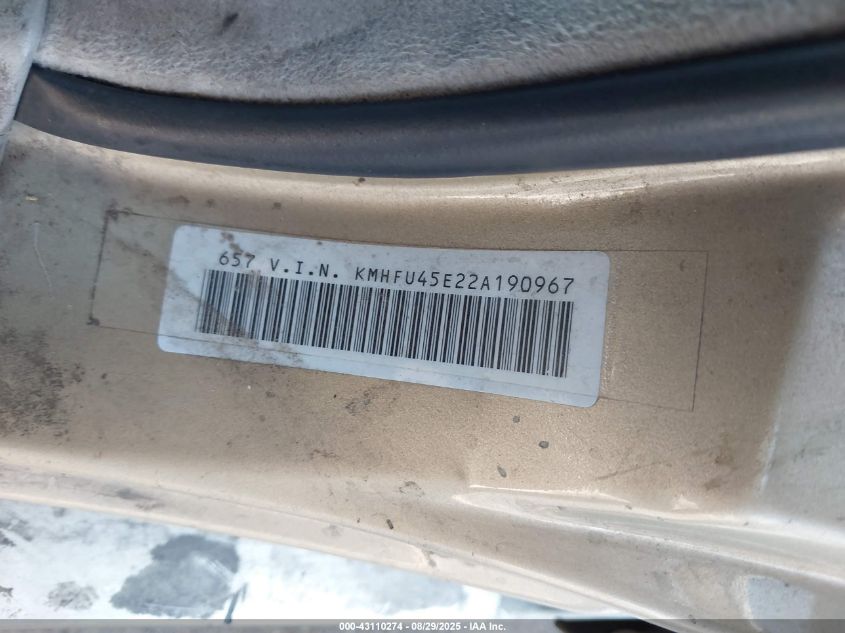 657 V.I.N. KMHFU45E22A190967
000-43110274 - 08/29/2025 - IAA Inc.